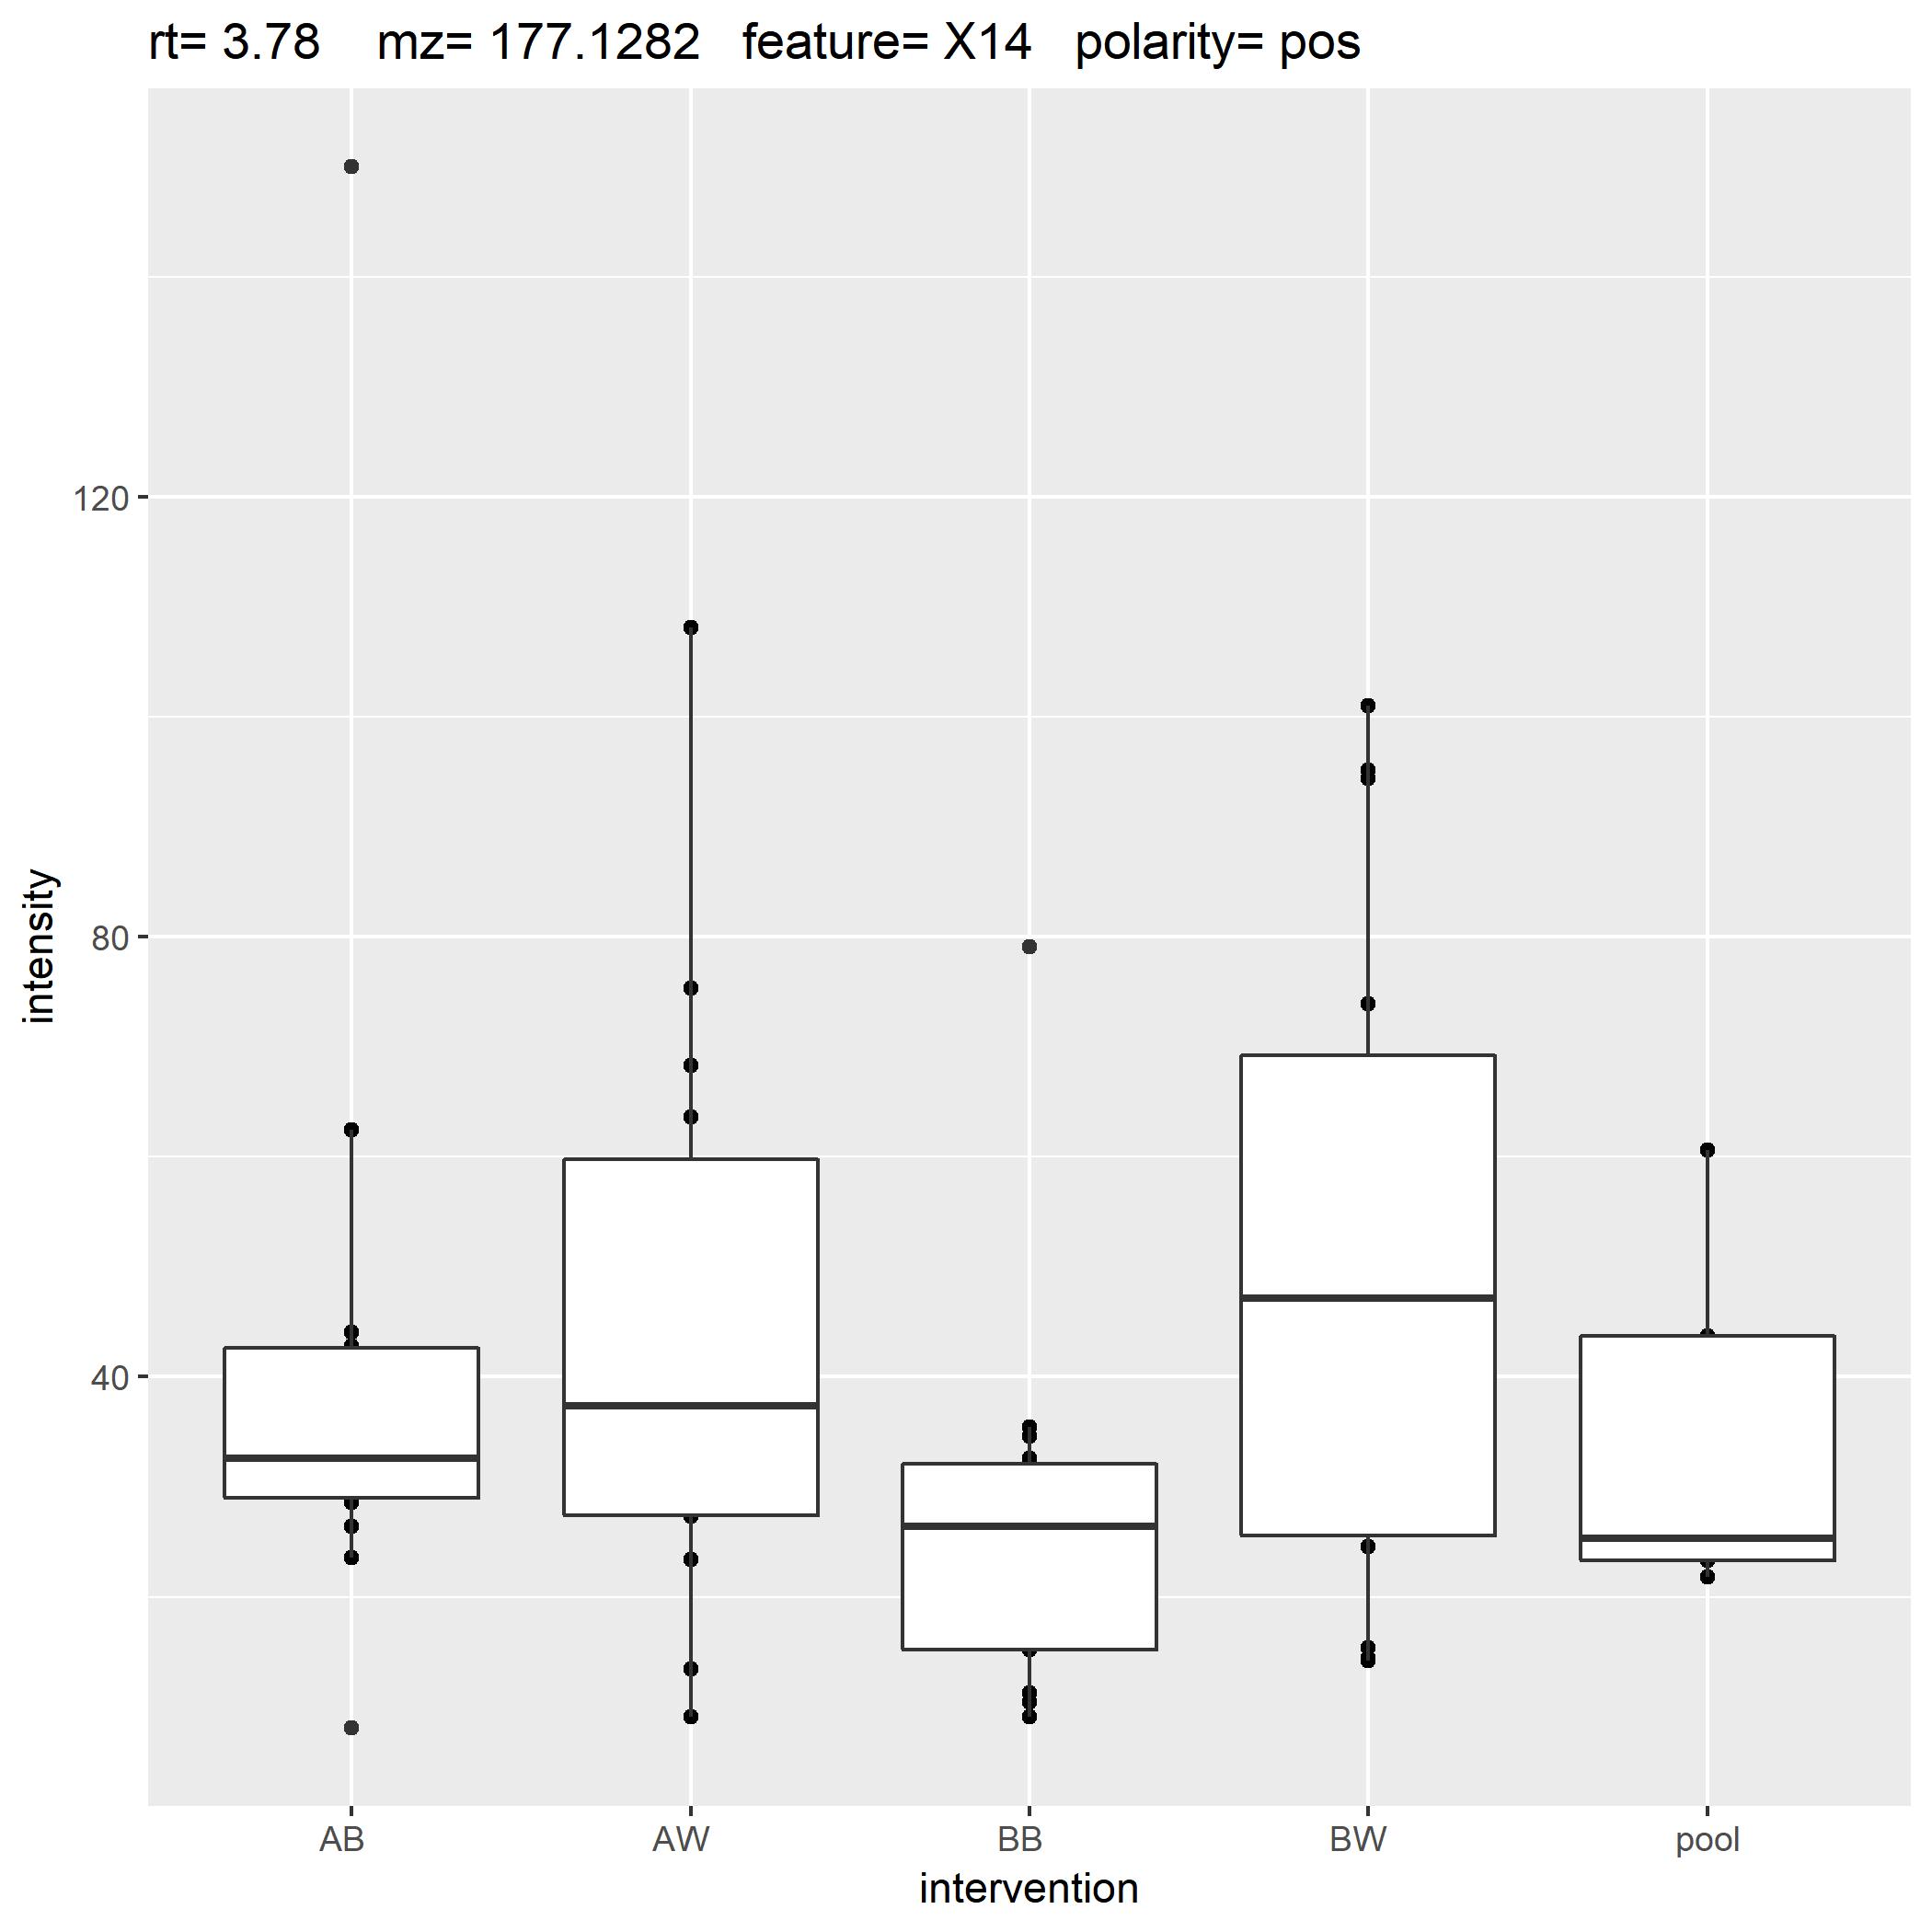 rt= 3.78    mz= 177.1282   feature= X14   polarity= pos
intensity
120
80
40
AB AW BB BW pool
intervention